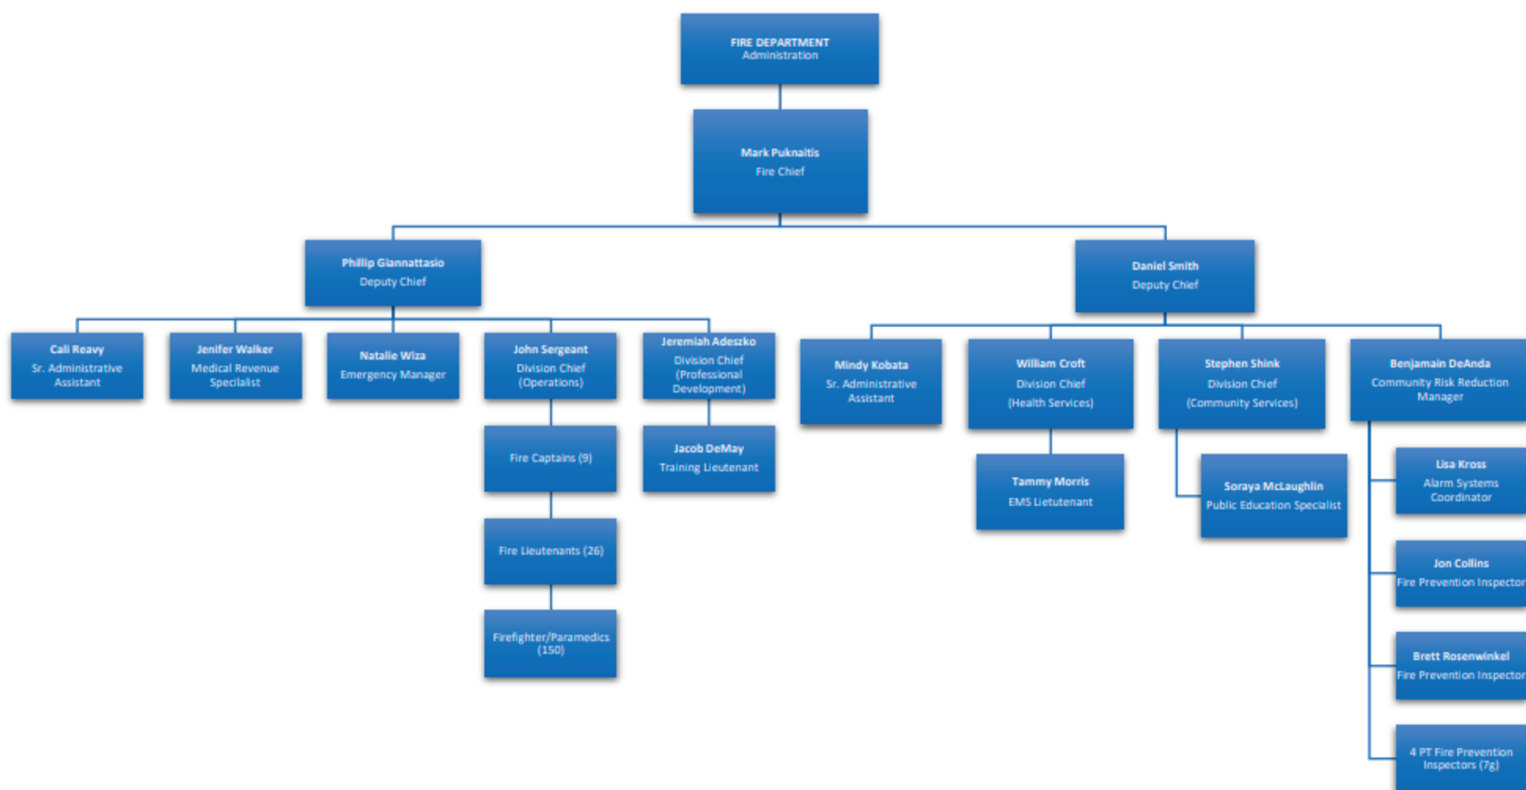 FIRE DEPARTMENT
Administration
Mark Puknaitis
Fire Chief
Phillip Giannattasio
Deputy Chief
Daniel Smith
Deputy Chief
Cali Reavy
Sr. Administrative
Assistant
Jenifer Walker
Medical Revenue
Specilalist
Natalie Wiza
Emergency Manager
John Sergeant
Division Chief
(Operations)
Jeremiah Adeszko
Division Chief
(Professional
Development)
Mindy Kobata
Sr. Administrative
Assistant
William Croft
Division Chief
(Health Services)
Stephen Shink
Division Chief
(Community Services)
Benjamain DeAnda
Community Risk Reduction
Manager
Fire Captains (9)
Jacob DeMay
Training Lieutenant
Tammy Morris
EMS Lietutenant
Soraya McLaughlin
Public Education Specialist
Lisa Kross
Alarm Systems
Coordinator
Fire Lieutenants (26)
Jon Collins
Fire Prevention Inspector
Firefighter/Paramedics
(150)
Brett Rosenwinkel
Fire Prevention Inspector
4 PT Fire Prevention
Inspectors (7g)